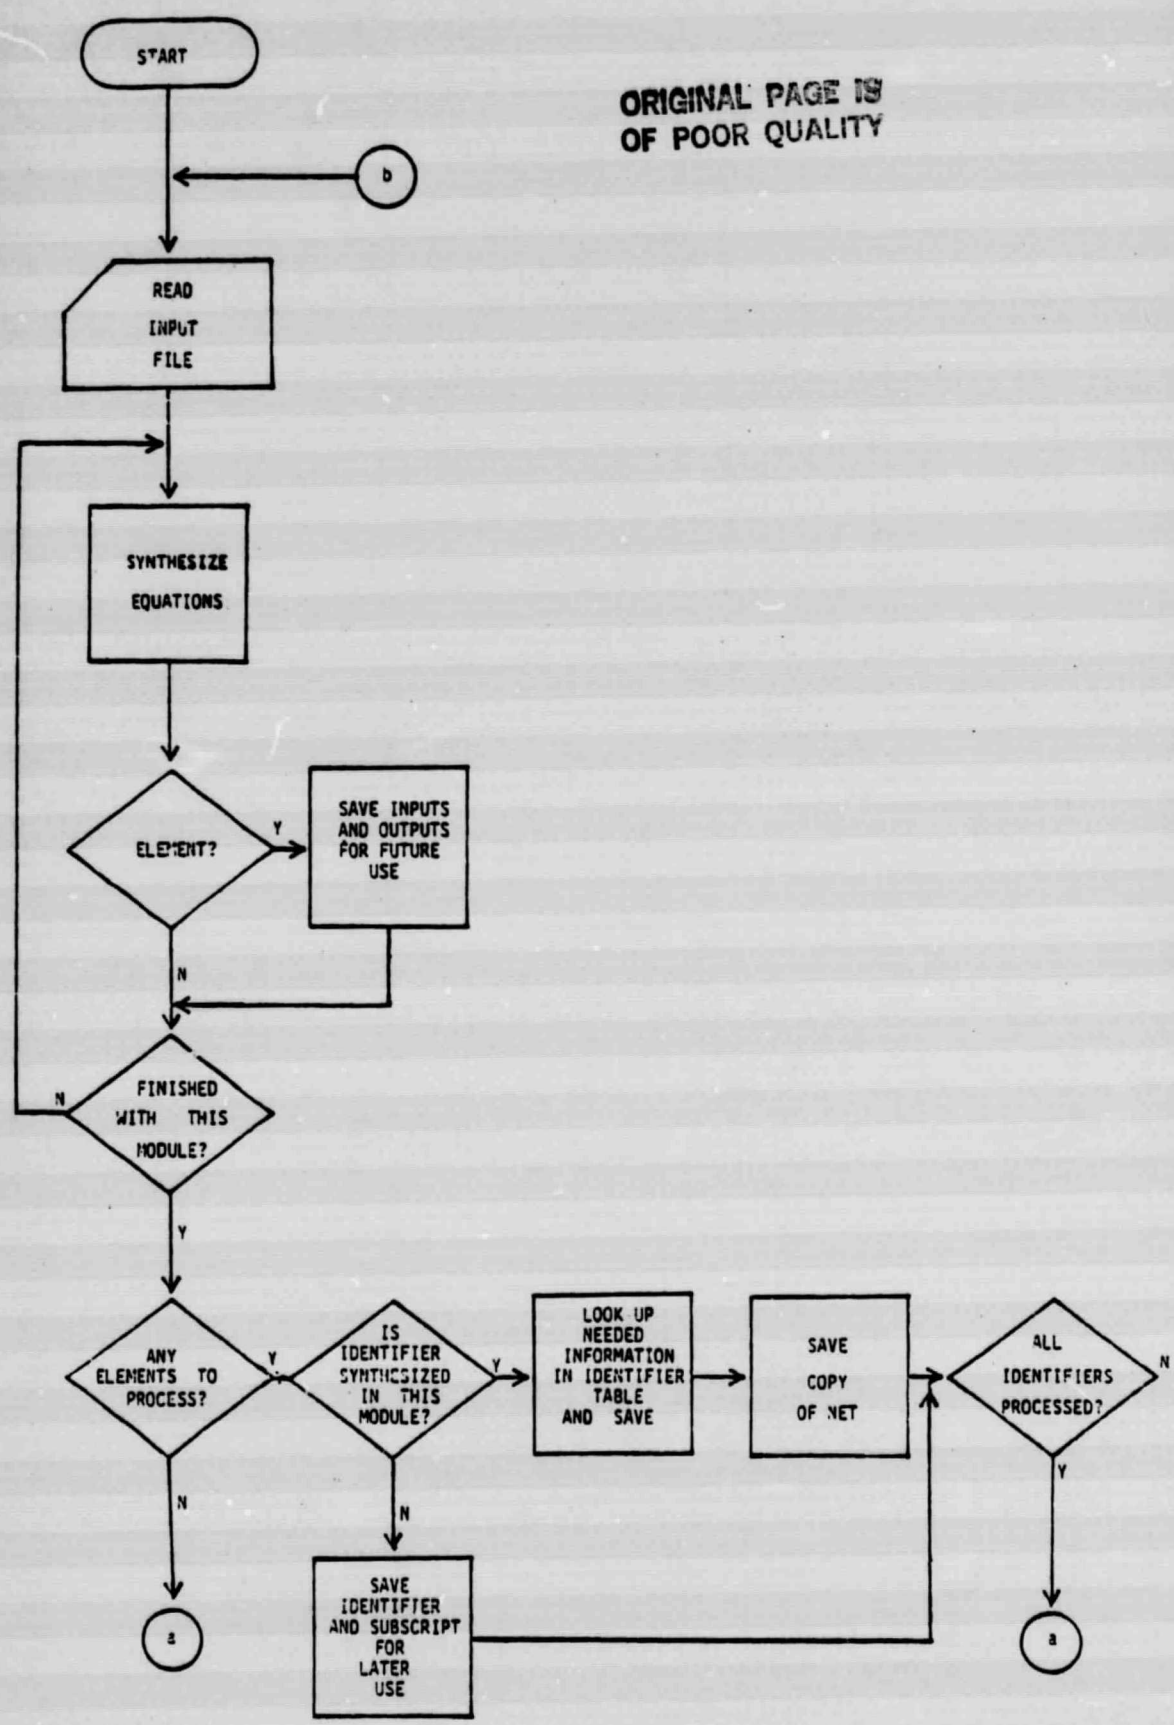 START
ORIGINAL PAGE IS
OF POOR QUALITY
b
READ
INPUT
FILE
SYNTHESIZE
EQUATIONS
ELEMENT?
Y
SAVE INPUTS
AND OUTPUTS
FOR FUTURE
USE
N
FINISHED
WITH THIS
MODULE?
N
Y
ANY
ELEMENTS TO
PROCESS?
Y
IS
IDENTIFIER
SYNTHESIZED
IN THIS
MODULE?
Y
LOOK UP
NEEDED
INFORMATION
IN IDENTIFIER
TABLE
AND SAVE
SAVE
COPY
OF NET
ALL
IDENTIFIERS
PROCESSED?
N
N
N
Y
a
SAVE
IDENTIFIER
AND SUBSCRIPT
FOR
LATER
USE
a